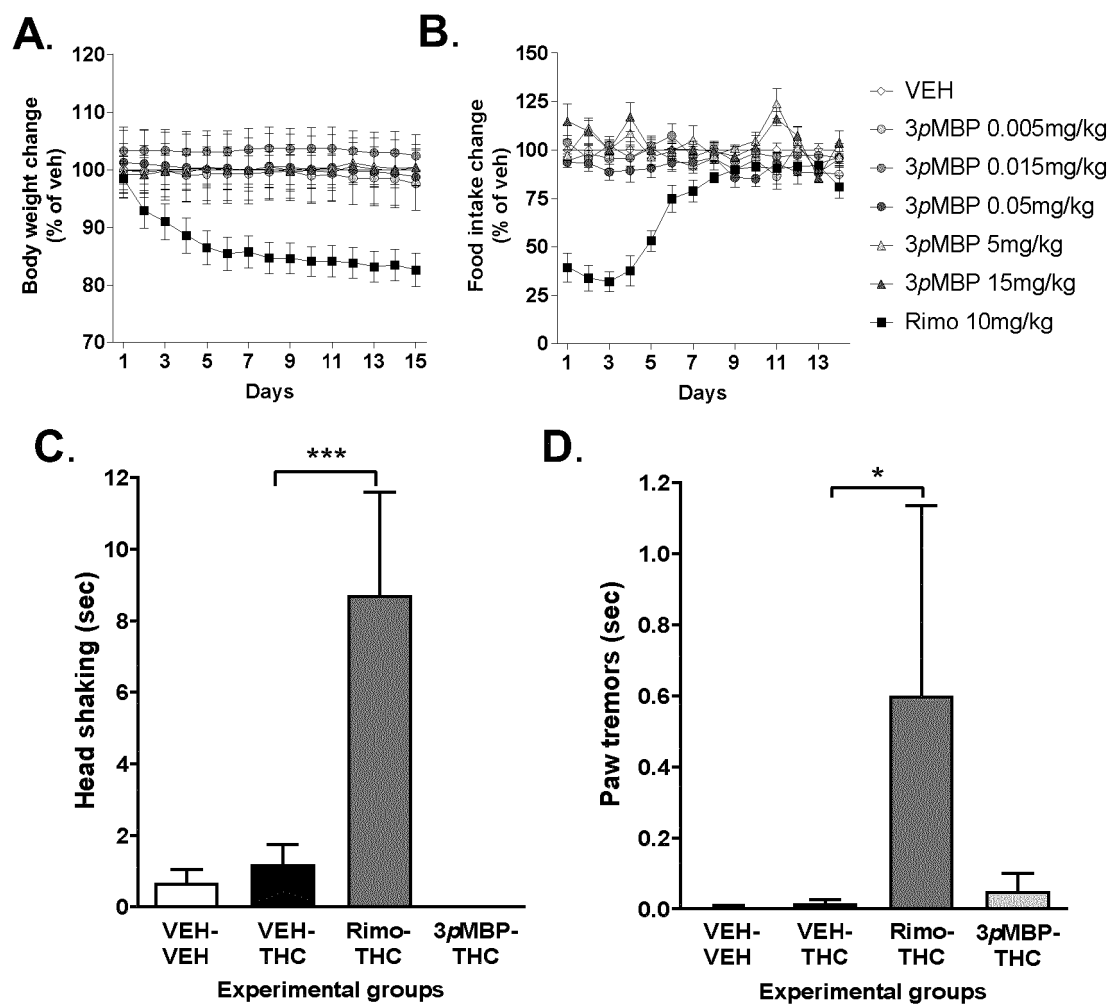 A.
120
110
100
90
80
70
Body weight change
(% of veh)
1 3 5 7 9 11 13 15
Days
B.
150
125
100
75
50
25
0
Food intake change
(% of veh)
1 3 5 7 9 11 13
Days
VEH
3pMBP 0.005mg/kg
3pMBP 0.015mg/kg
3pMBP 0.05mg/kg
3pMBP 5mg/kg
3pMBP 15mg/kg
Rimo 10mg/kg
C.
***
12
10
8
6
4
2
0
Head shaking (sec)
VEH-
VEH
VEH-
THC
Rimo-
THC
3pMBP-
THC
Experimental groups
D.
*
1.2
1.0
0.8
0.6
0.4
0.2
0.0
Paw tremors (sec)
VEH-
VEH
VEH-
THC
Rimo-
THC
3pMBP-
THC
Experimental groups